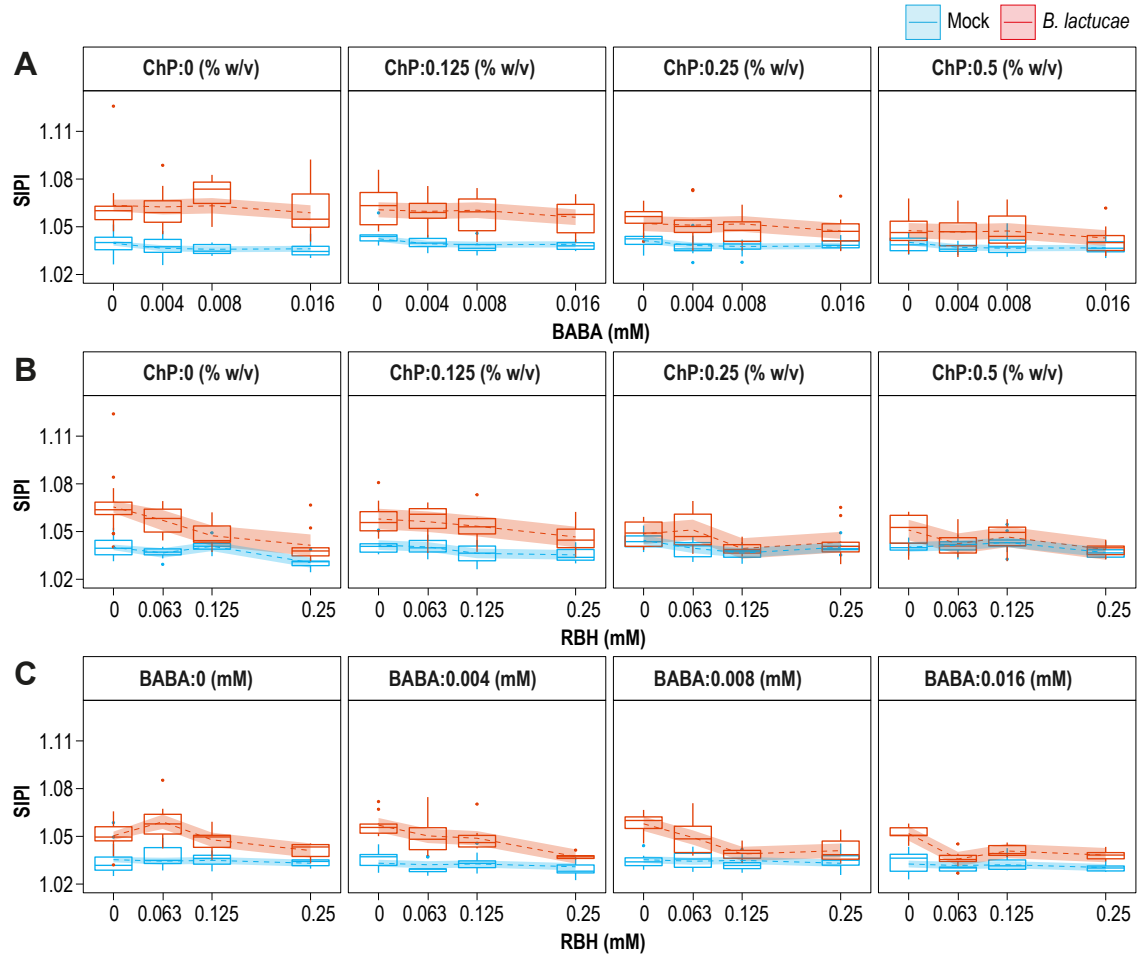 Mock B. lactucae
A
ChP:0 (% w/v) ChP:0.125 (% w/v) ChP:0.25 (% w/v) ChP:0.5 (% w/v)
SIPI
1.11
1.08
1.05
1.02
0 0.004 0.008 0.016 0 0.004 0.008 0.016 0 0.004 0.008 0.016 0 0.004 0.008 0.016
BABA (mM)
B
ChP:0 (% w/v) ChP:0.125 (% w/v) ChP:0.25 (% w/v) ChP:0.5 (% w/v)
SIPI
1.11
1.08
1.05
1.02
0 0.063 0.125 0.25 0 0.063 0.125 0.25 0 0.063 0.125 0.25 0 0.063 0.125 0.25
RBH (mM)
C
BABA:0 (mM) BABA:0.004 (mM) BABA:0.008 (mM) BABA:0.016 (mM)
SIPI
1.11
1.08
1.05
1.02
0 0.063 0.125 0.25 0 0.063 0.125 0.25 0 0.063 0.125 0.25 0 0.063 0.125 0.25
RBH (mM)